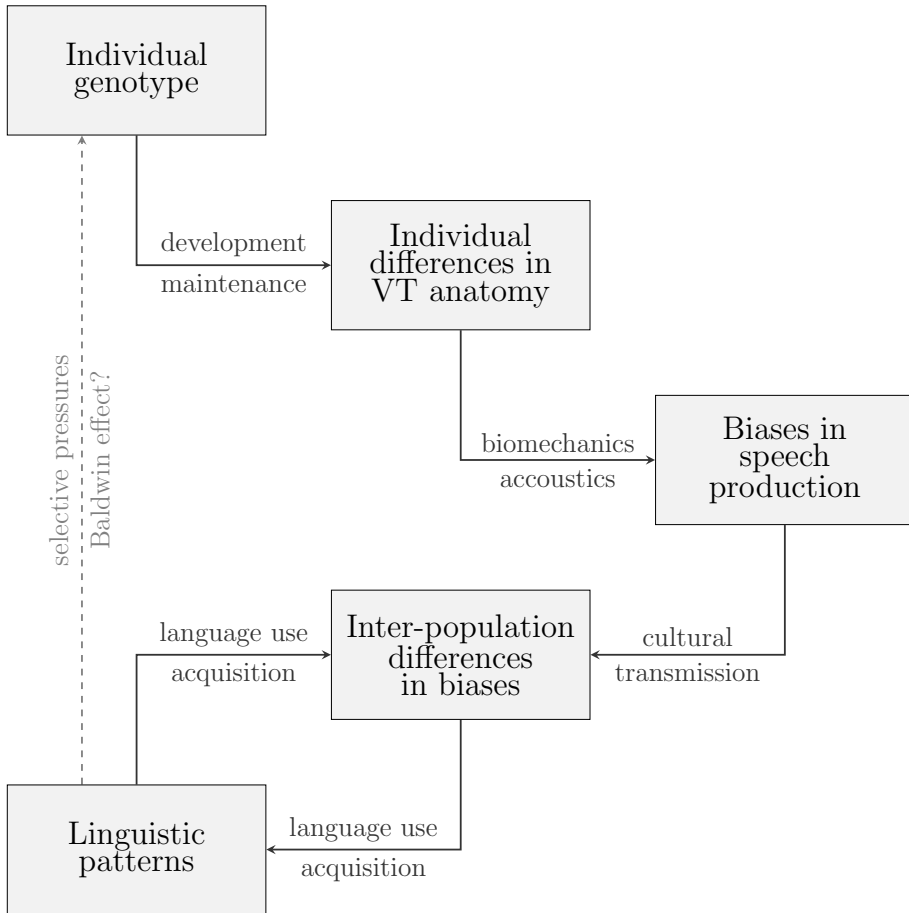 Individual
genotype
development
maintenance
Individual
differences in
VT anatomy
selective pressures
Baldwin effect?
biomechanics
accoustics
Biases in
speech
production
language use
acquisition
Inter-population
differences
in biases
cultural
transmission
Linguistic
patterns
language use
acquisition